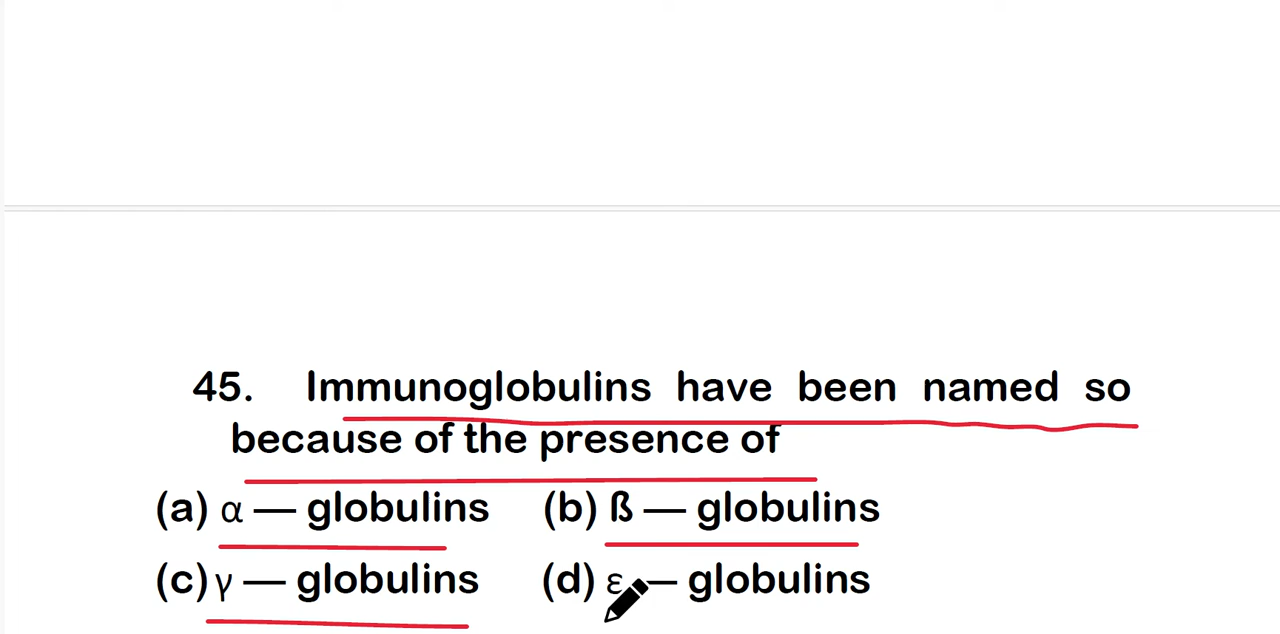 45. Immunoglobulins have been named so
because of the presence of
(a) α — globulins (b) ß — globulins
(c) γ — globulins (d) ε — globulins